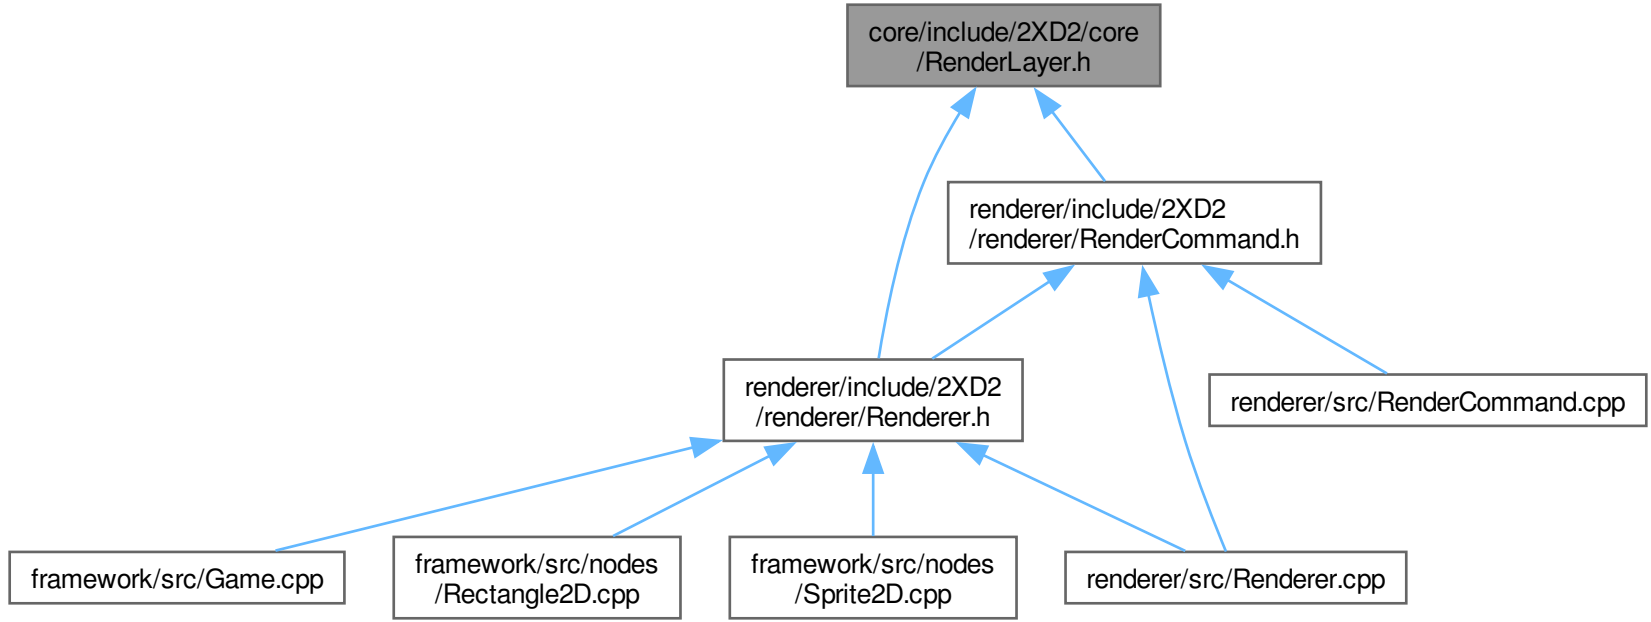 core/include/2XD2/core
/RenderLayer.h
renderer/include/2XD2
/renderer/RenderCommand.h
renderer/include/2XD2
/renderer/Renderer.h
renderer/src/RenderCommand.cpp
framework/src/Game.cpp
framework/src/nodes
/Rectangle2D.cpp
framework/src/nodes
/Sprite2D.cpp
renderer/src/Renderer.cpp